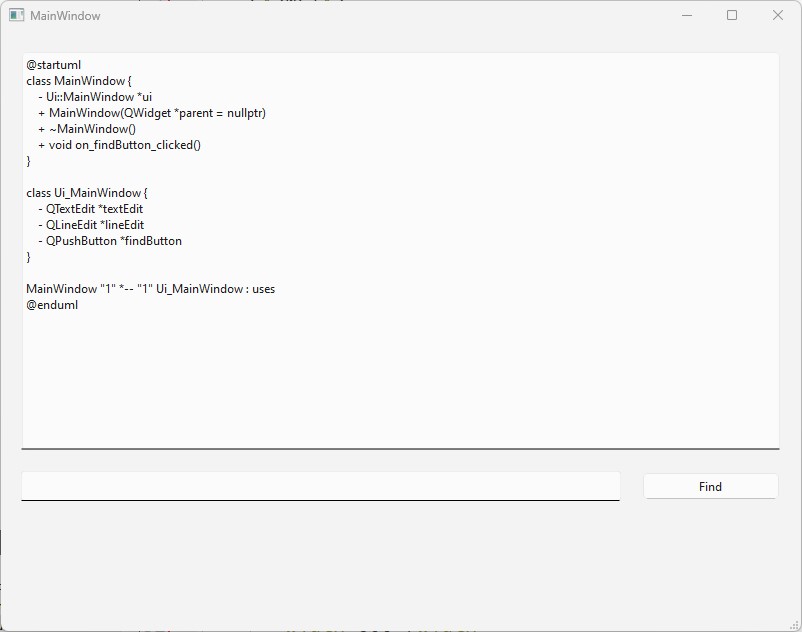 MainWindow
@startuml
class MainWindow {
    - Ui::MainWindow *ui
    + MainWindow(QWidget *parent = nullptr)
    + ~MainWindow()
    + void on_findButton_clicked()
}

class Ui_MainWindow {
    - QTextEdit *textEdit
    - QLineEdit *lineEdit
    - QPushButton *findButton
}

MainWindow "1" *-- "1" Ui_MainWindow : uses
@enduml
Find